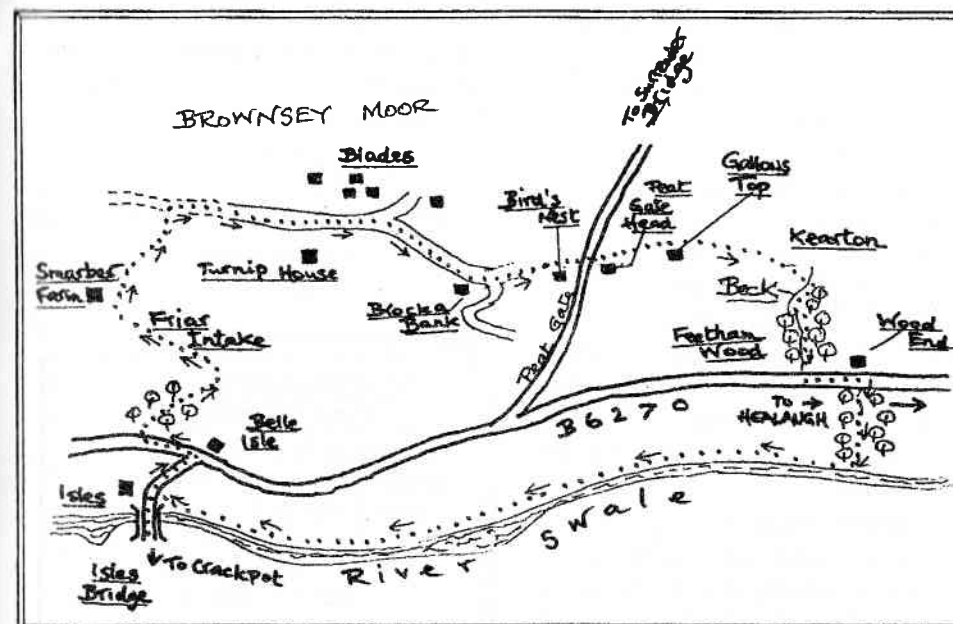 To Surrender
Bridge
BROWNSEY MOOR
Blades
Gallows
Top
Bird's
Nest
Peat
Gate
Head
Kearton
Smarber
Farm
Turnip House
Beck
Brocka
Bank
Friar
Intake
Feetham
Wood
Wood
End
Peat Gate
TO
HEALAUGH
B6270
Belle
Isle
Isles
River Swale
To Crackpot
Isles
Bridge